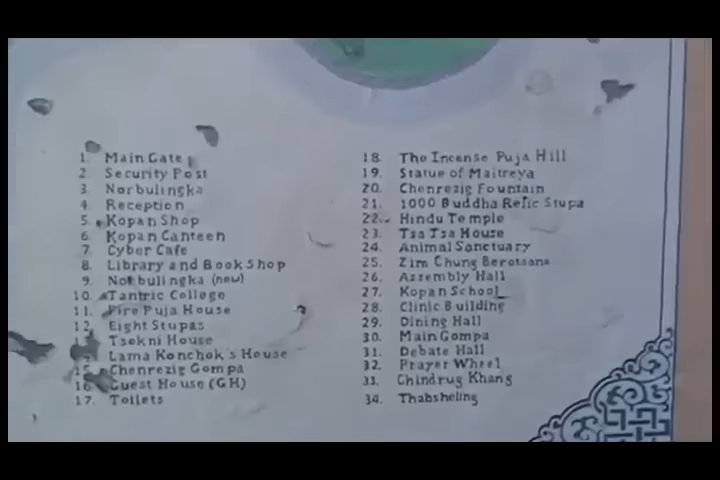 1. Main Gate
2. Security Post
3. Norbulingka
4. Reception
5. Kopan Shop
6. Kopan Canteen
7. Cyber Cafe
8. Library and Book Shop
9. Norbulingka (new)
10. Tantric College
11. Fire Puja House
12. Eight Stupas
13. Tsokni House
14. Lama Konchok's House
15. Chenrezig Gompa
16. Guest House (GH)
17. Toilets
18. The Incense Puja Hill
19. Statue of Maitreya
20. Chenrezig Fountain
21. 1000 Buddha Relic Stupa
22. Hindu Temple
23. Tsa Tsa House
24. Animal Sanctuary
25. Zim Chung Berotsana
26. Assembly Hall
27. Kopan School
28. Clinic Building
29. Dining Hall
30. Main Gompa
31. Debate Hall
32. Prayer Wheel
33. Chindrug Khang
34. Thabsheling